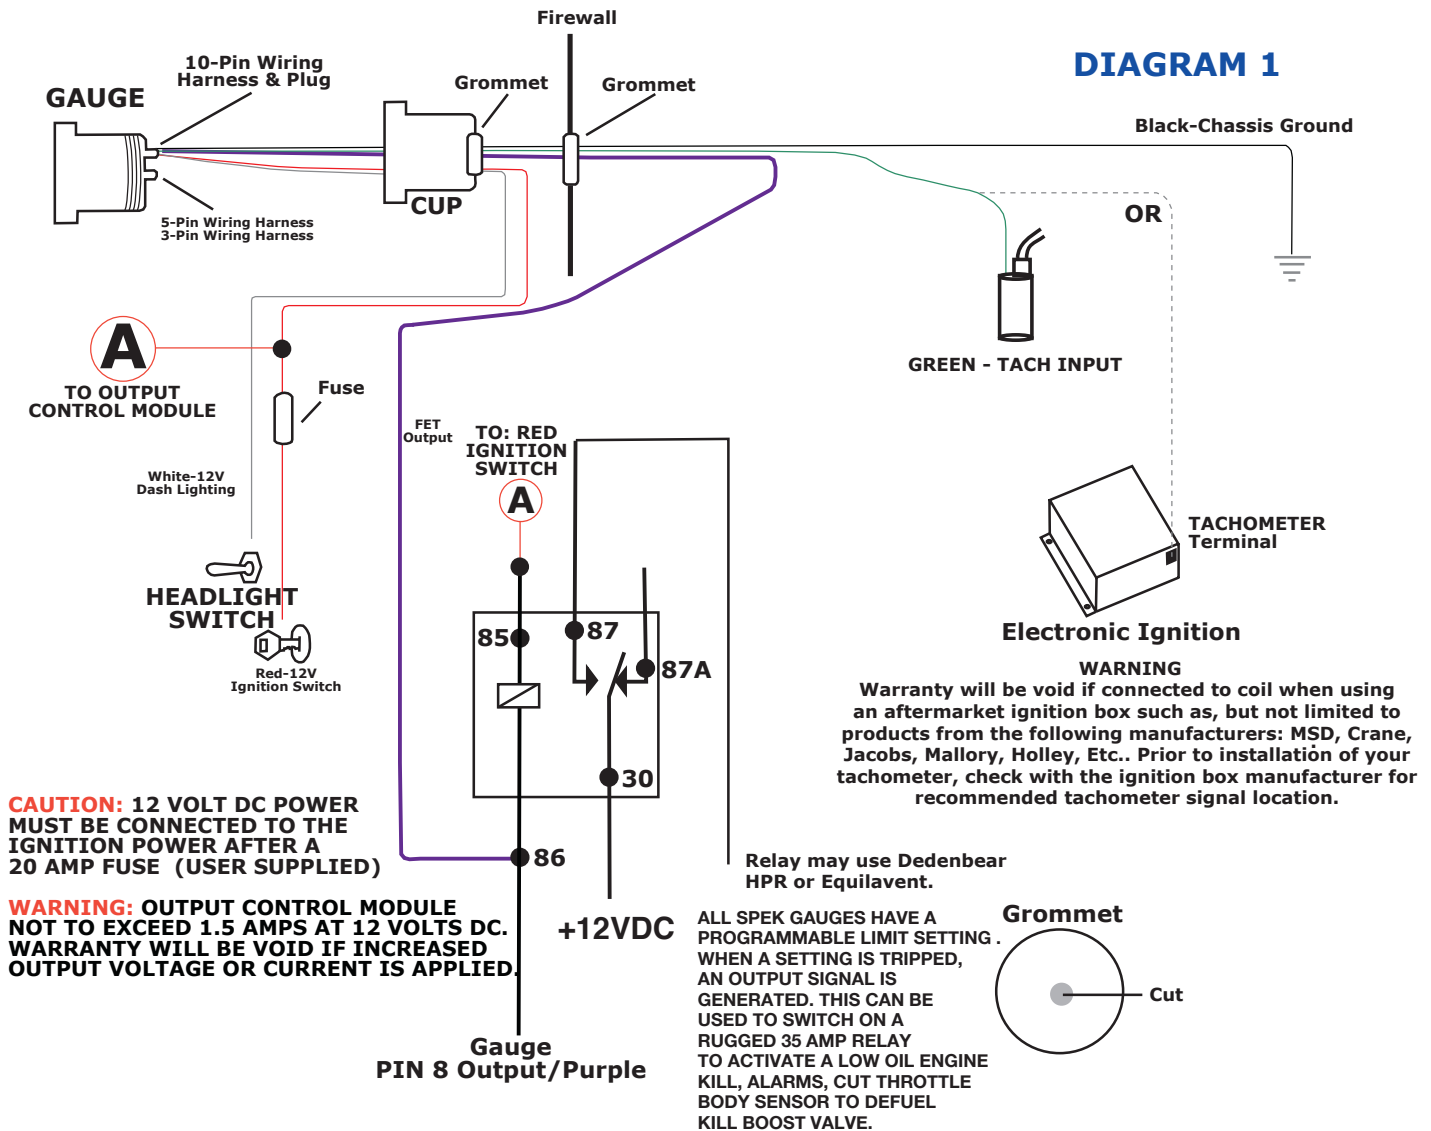 Firewall
DIAGRAM 1
10-Pin Wiring
Harness & Plug
GAUGE
Grommet
Grommet
Black-Chassis Ground
CUP
OR
5-Pin Wiring Harness
3-Pin Wiring Harness
A
TO OUTPUT
CONTROL MODULE
Fuse
GREEN - TACH INPUT
FET
Output
TO: RED
IGNITION
SWITCH
A
White-12V
Dash Lighting
TACHOMETER
Terminal
HEADLIGHT
SWITCH
Red-12V
Ignition Switch
85
87
87A
30
86
Electronic Ignition
WARNING
Warranty will be void if connected to coil when using
an aftermarket ignition box such as, but not limited to
products from the following manufacturers: MSD, Crane,
Jacobs, Mallory, Holley, Etc.. Prior to installation of your
tachometer, check with the ignition box manufacturer for
recommended tachometer signal location.
CAUTION: 12 VOLT DC POWER
MUST BE CONNECTED TO THE
IGNITION POWER AFTER A
20 AMP FUSE (USER SUPPLIED)
WARNING: OUTPUT CONTROL MODULE
NOT TO EXCEED 1.5 AMPS AT 12 VOLTS DC.
WARRANTY WILL BE VOID IF INCREASED
OUTPUT VOLTAGE OR CURRENT IS APPLIED.
+12VDC
Gauge
PIN 8 Output/Purple
Relay may use Dedenbear
HPR or Equilavent.
ALL SPEK GAUGES HAVE A
PROGRAMMABLE LIMIT SETTING .
WHEN A SETTING IS TRIPPED,
AN OUTPUT SIGNAL IS
GENERATED. THIS CAN BE
USED TO SWITCH ON A
RUGGED 35 AMP RELAY
TO ACTIVATE A LOW OIL ENGINE
KILL, ALARMS, CUT THROTTLE
BODY SENSOR TO DEFUEL
KILL BOOST VALVE.
Grommet
Cut